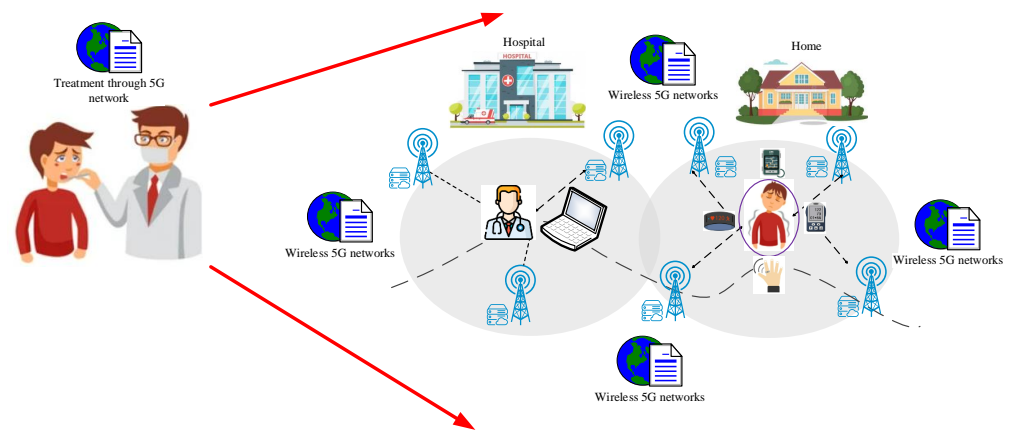 Treatment through 5G
network
Hospital
HOSPITAL
Wireless 5G networks
Home
Wireless 5G networks
Wireless 5G networks
Wireless 5G networks